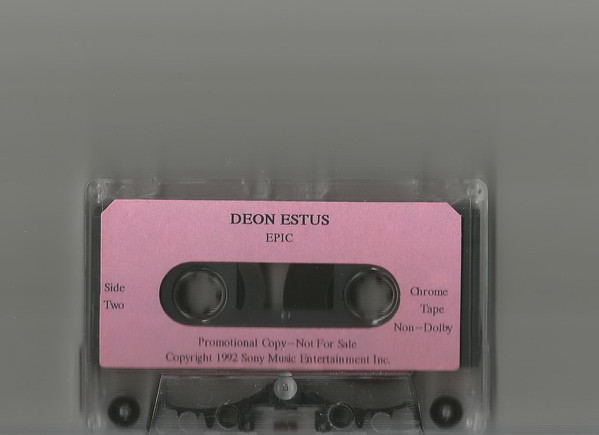 DEON ESTUS
EPIC
Side
Two
Chrome
Tape
Non-Dolby
Promotional Copy-Not For Sale
Copyright 1992 Sony Music Entertainment Inc.